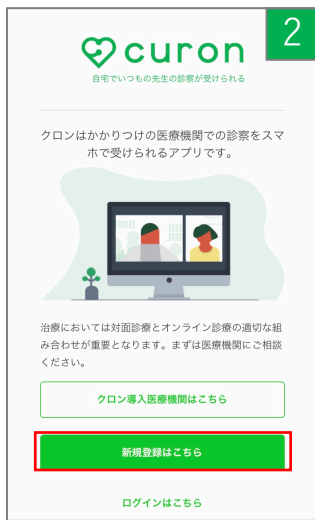 2
curon
自宅でいつもの先生の診察が受けられる
クロンはかかりつけの医療機関での診察をスマ
ホで受けられるアプリです。
治療においては対面診療とオンライン診療の適切な組
み合わせが重要となります。まずは医療機関にご相談
ください。
クロン導入医療機関はこちら
新規登録はこちら
ログインはこちら